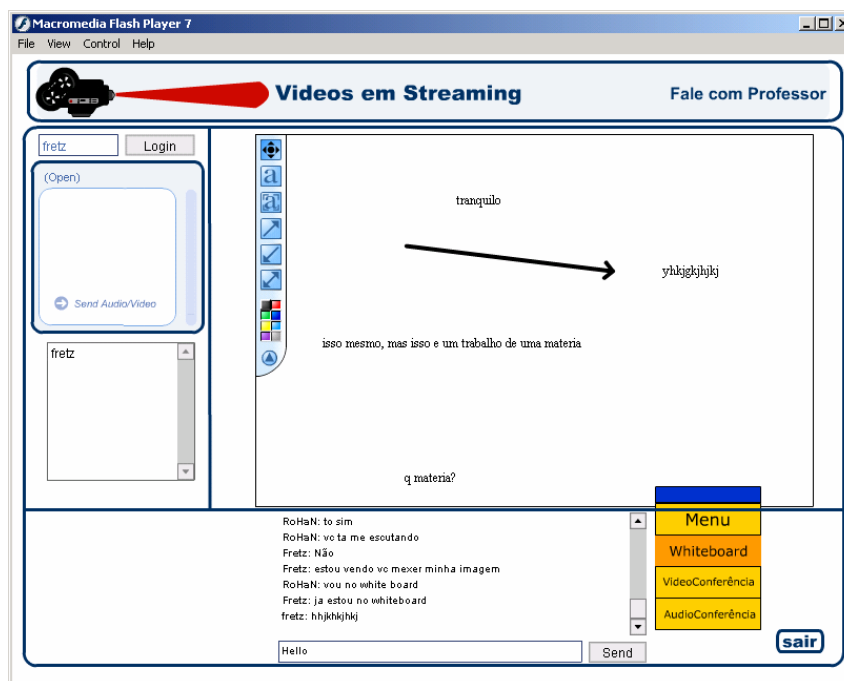 Macromedia Flash Player 7
File View Control Help
Videos em Streaming
Fale com Professor
fretz
Login
(Open)
Send Audio/Video
fretz
a
a
tranquilo
yhkjgkjhjkj
isso mesmo, mas isso e um trabalho de uma materia
q materia?
RoHaN: to sim
RoHaN: vc ta me escutando
Fretz: Não
Fretz: estou vendo vc mexer minha imagem
RoHaN: vou no white board
Fretz: ja estou no whiteboard
fretz: hhjkhkjhkj
Hello
Send
Menu
Whiteboard
VideoConferência
AudioConferência
sair